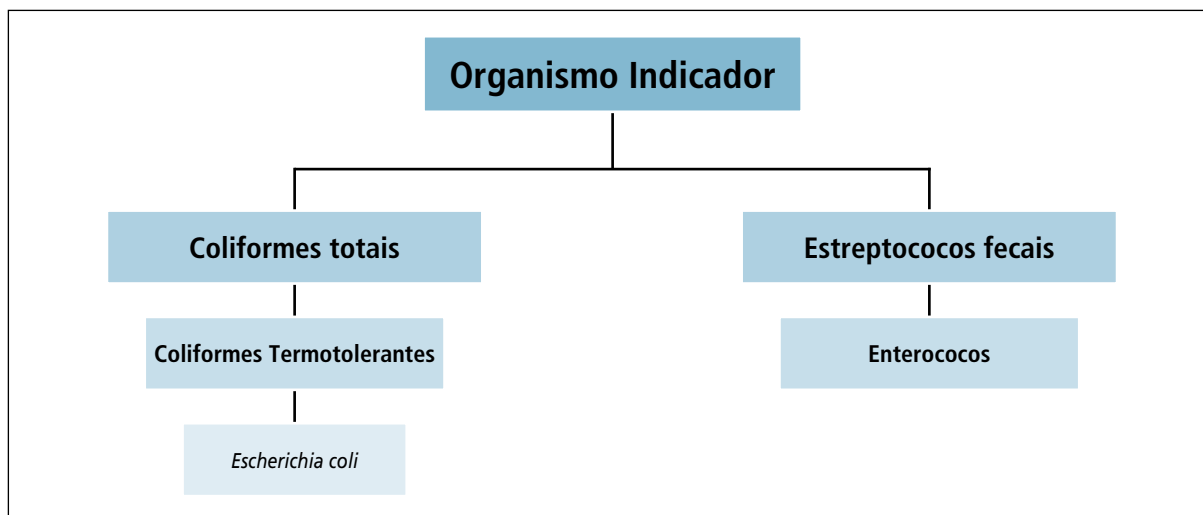 Organismo Indicador
Coliformes totais
Estreptococos fecais
Coliformes Termotolerantes
Enterococos
Escherichia coli